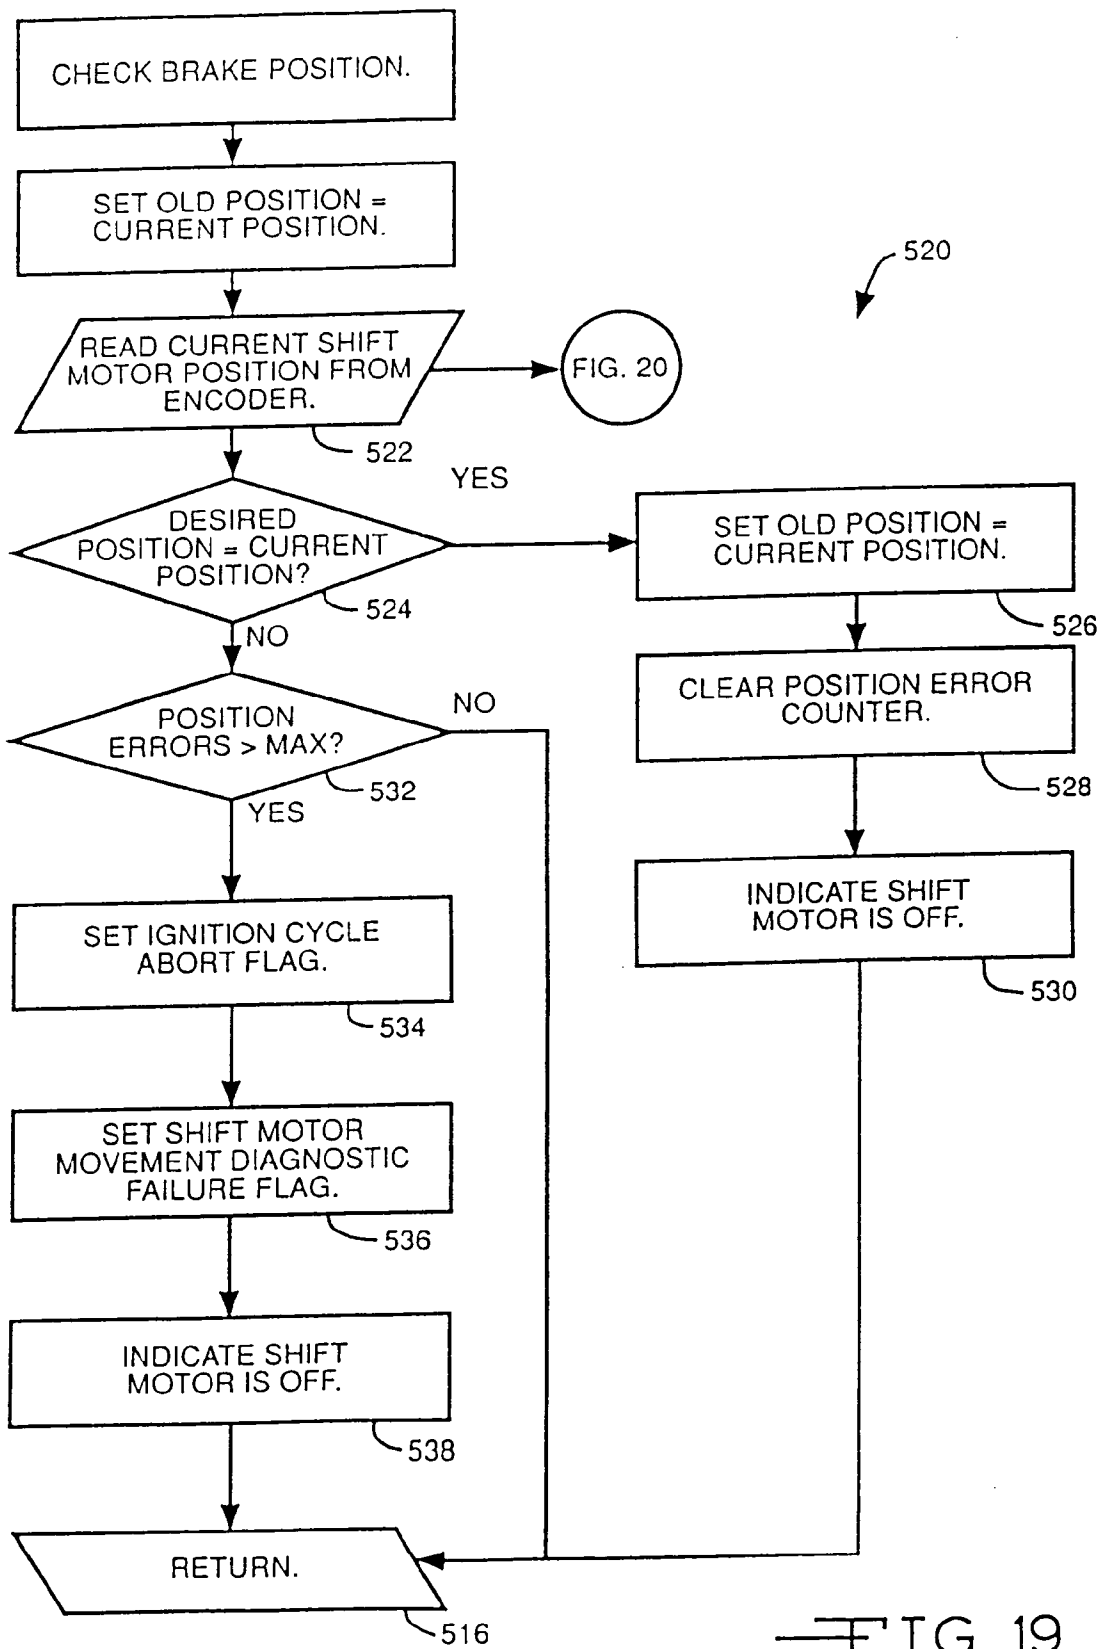 CHECK BRAKE POSITION.
SET OLD POSITION =
CURRENT POSITION.
520
READ CURRENT SHIFT
MOTOR POSITION FROM
ENCODER.
FIG. 20
522
DESIRED
POSITION = CURRENT
POSITION?
524
YES
SET OLD POSITION =
CURRENT POSITION.
526
NO
POSITION
ERRORS > MAX?
532
NO
CLEAR POSITION ERROR
COUNTER.
528
YES
INDICATE SHIFT
MOTOR IS OFF.
530
SET IGNITION CYCLE
ABORT FLAG.
534
SET SHIFT MOTOR
MOVEMENT DIAGNOSTIC
FAILURE FLAG.
536
INDICATE SHIFT
MOTOR IS OFF.
538
RETURN.
516
FIG 19